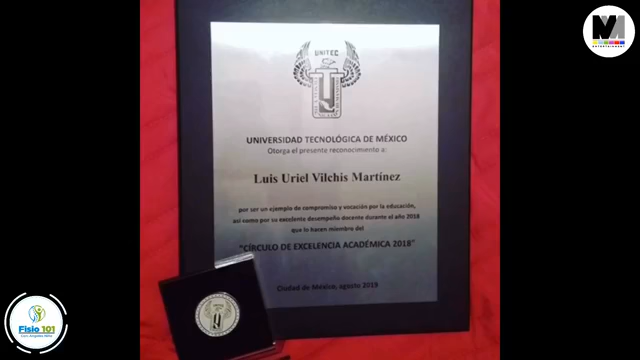 ENTERTAINMENT
UNITEC
UNIVERSIDAD TECNOLÓGICA DE MÉXICO
Otorga el presente reconocimiento a:
Luis Uriel Vilchis Martínez
por ser un ejemplo de compromiso y vocación por la educación,
así como por su excelente desempeño docente durante el año 2018
que lo hacen miembro del
"CÍRCULO DE EXCELENCIA ACADÉMICA 2018"
Ciudad de México, agosto 2019
Fisio 101